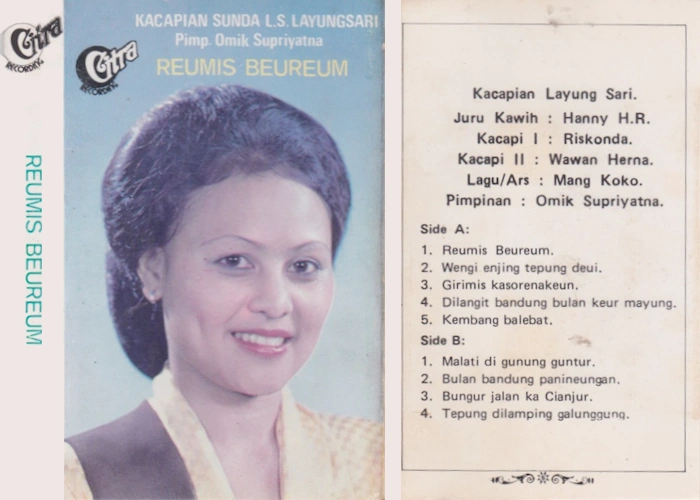 Citra
RECORDING
REUMIS BEUREUM
KACAPIAN SUNDA L.S. LAYUNGSARI
Pimp. Omik Supriyatna
Citra
RECORDING
REUMIS BEUREUM
Kacapian Layung Sari.
Juru Kawih : Hanny H.R.
Kacapi I : Riskonda.
Kacapi II : Wawan Herna.
Lagu/Ars : Mang Koko.
Pimpinan : Omik Supriyatna.
Side A:
1. Reumis Beureum.
2. Wengi enjing tepung deui.
3. Girimis kasorenakeun.
4. Dilangit bandung bulan keur mayung.
5. Kembang balebat.
Side B:
1. Malati di gunung guntur.
2. Bulan bandung panineungan.
3. Bungur jalan ka Cianjur.
4. Tepung dilamping galunggung.